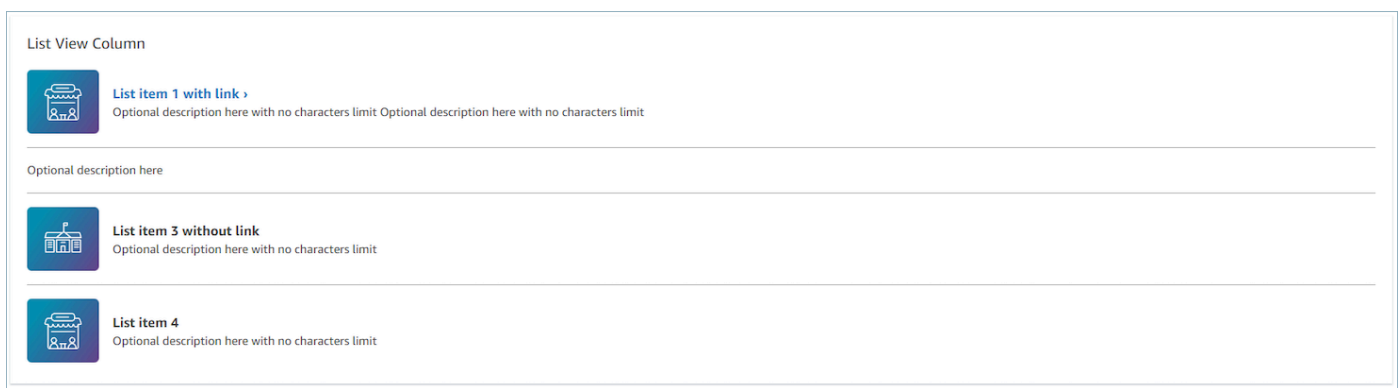 List View Column
List item 1 with link ›
Optional description here with no characters limit Optional description here with no characters limit
Optional description here
List item 3 without link
Optional description here with no characters limit
List item 4
Optional description here with no characters limit